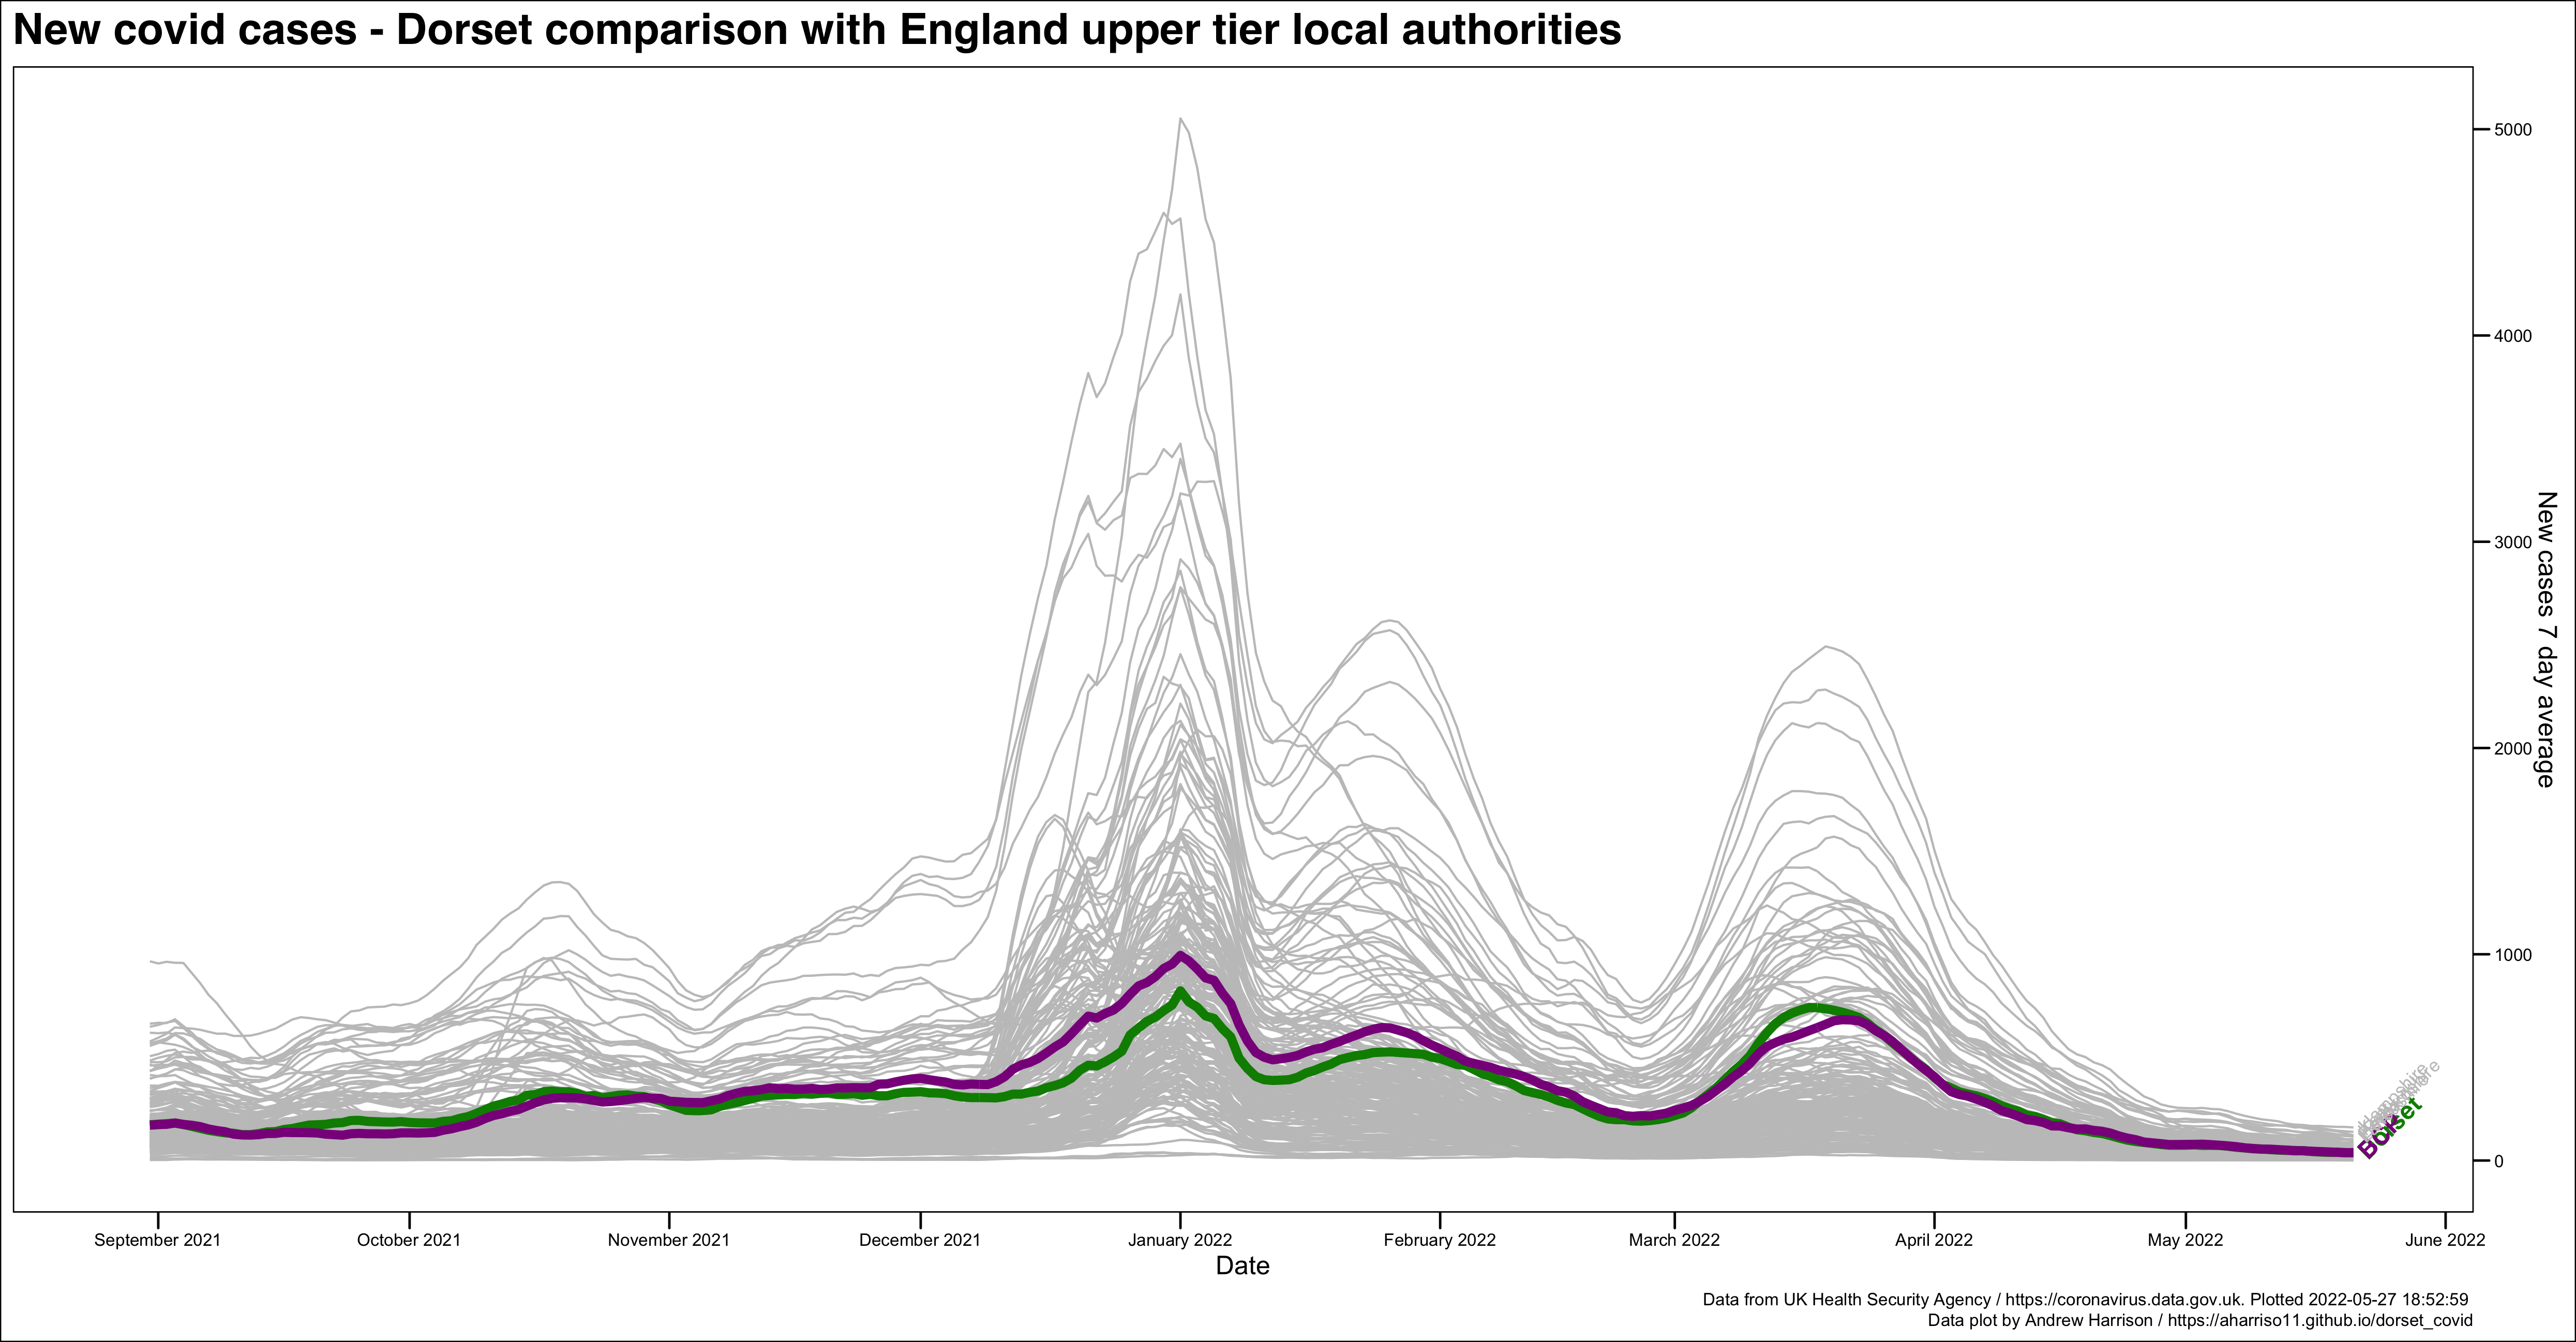 New covid cases - Dorset comparison with England upper tier local authorities
5000
4000
3000
2000
1000
0
New cases 7 day average
Dorset
September 2021
October 2021
November 2021
December 2021
January 2022
February 2022
March 2022
April 2022
May 2022
June 2022
Date
Data from UK Health Security Agency / https://coronavirus.data.gov.uk. Plotted 2022-05-27 18:52:59
Data plot by Andrew Harrison / https://aharriso11.github.io/dorset_covid